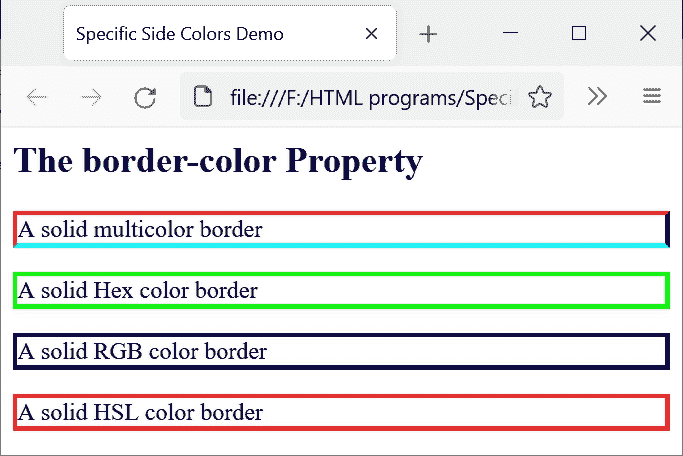 Specific Side Colors Demo
file:///F:/HTML programs/Speci
The border-color Property
A solid multicolor border
A solid Hex color border
A solid RGB color border
A solid HSL color border